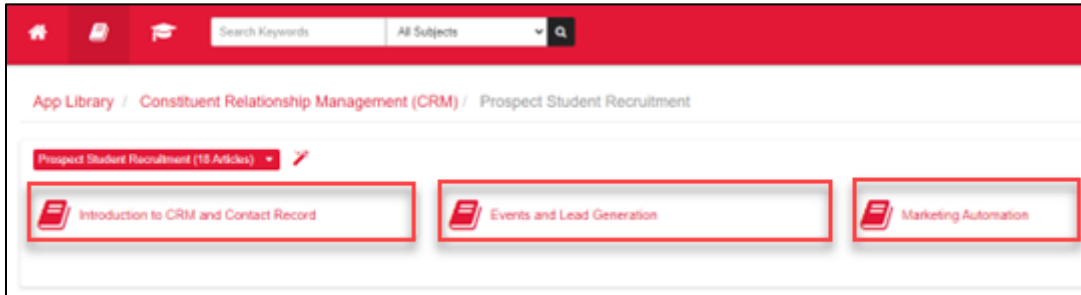 Search Keywords All Subjects
App Library / Constituent Relationship Management (CRM) / Prospect Student Recruitment
Prospect Student Recruitment (18 Articles)
Introduction to CRM and Contact Record Events and Lead Generation Marketing Automation